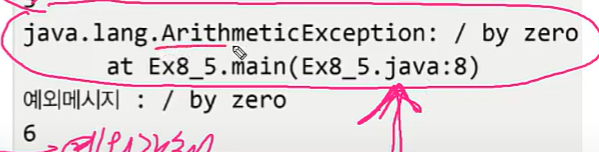 3
java.lang.ArithmeticException: / by zero
at Ex8_5.main(Ex8_5.java:8)
예외메시지 : / by zero
6